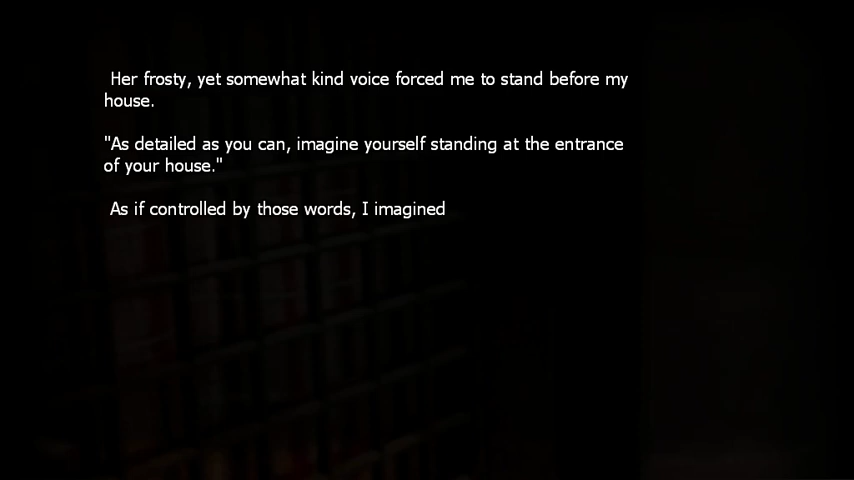 Her frosty, yet somewhat kind voice forced me to stand before my
house.
"As detailed as you can, imagine yourself standing at the entrance
of your house."
As if controlled by those words, I imagined